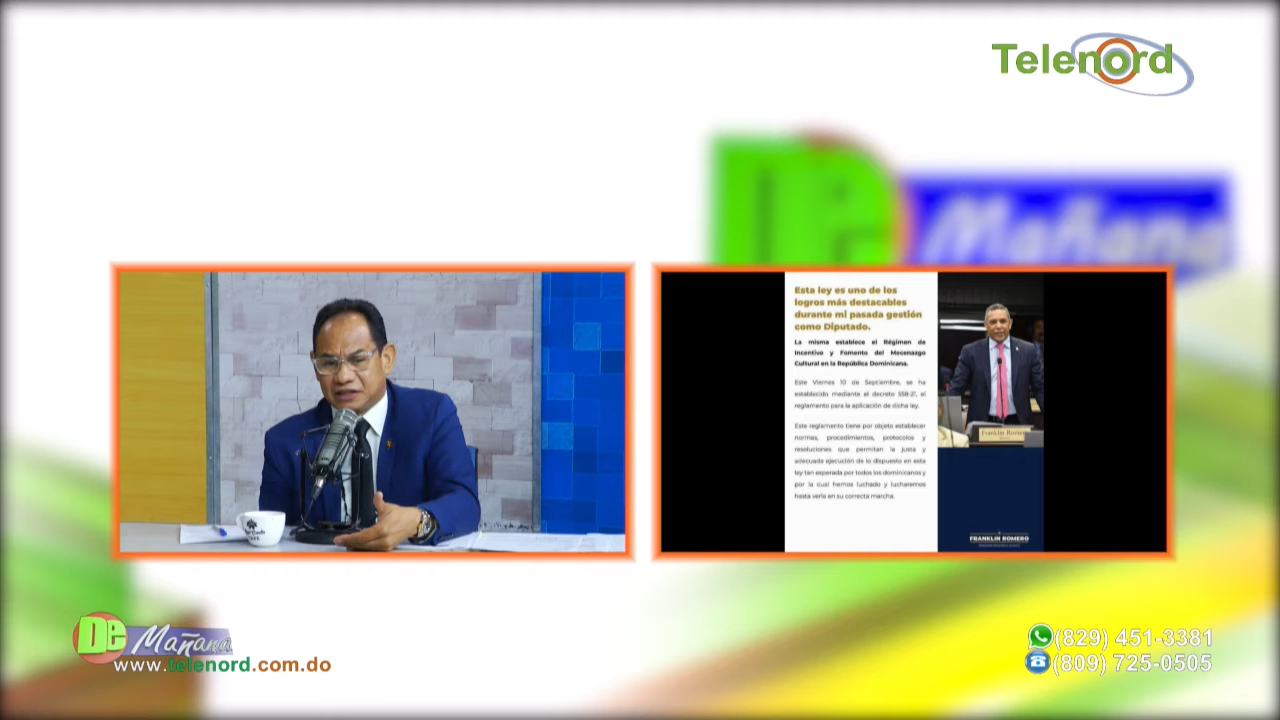 Telenord
De
Mañana
Esta ley es uno de los
logros más destacables
durante mi pasada gestión
como Diputado.
La misma establece el Régimen de
Incentivo y Fomento del Mecenazgo
Cultural en la República Dominicana.
Este Viernes 10 de Septiembre, se ha
establecido mediante el decreto 558-21, el
reglamento para la aplicación de dicha ley.
Este reglamento tiene por objeto establecer
normas, procedimientos, protocolos y
resoluciones que permitan la justa y
adecuada ejecución de lo dispuesto en esta
ley tan esperada por todos los dominicanos y
por la cual hemos luchado y lucharemos
hasta verla en su correcta marcha.
Franklin Romero
FRANKLIN ROMERO
De Mañana
www.telenord.com.do
(829) 451-3381
(809) 725-0505